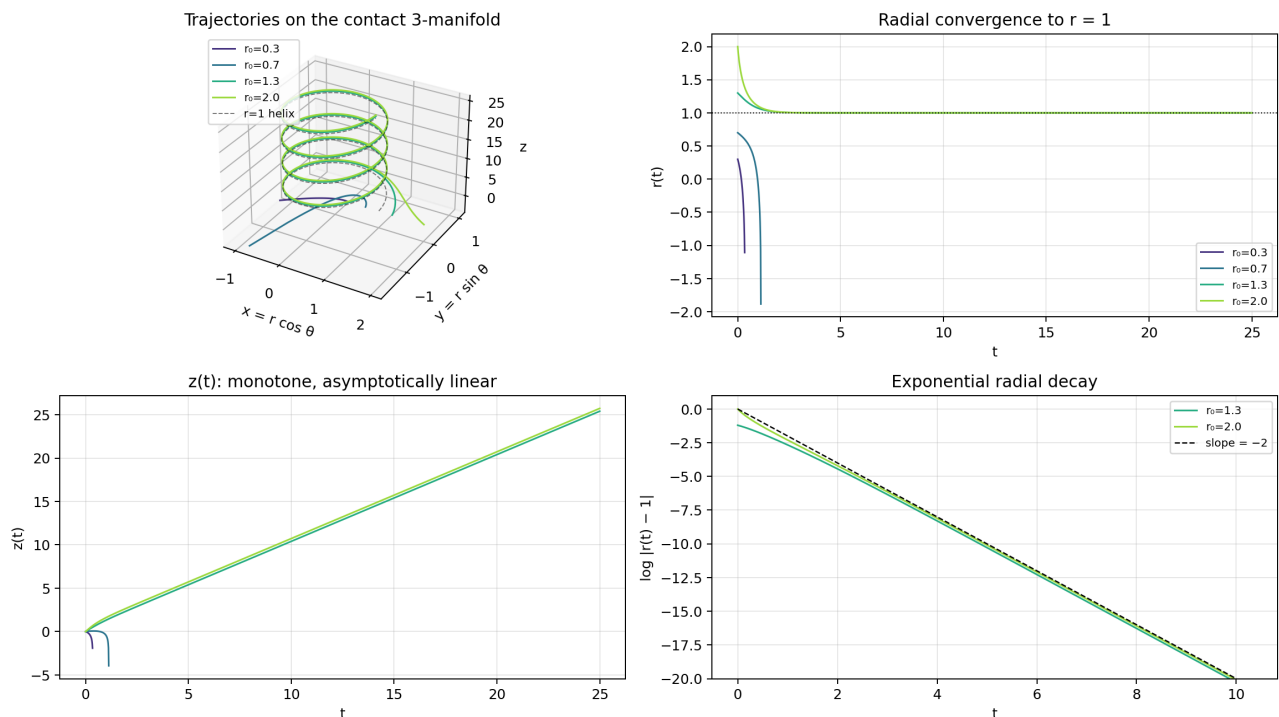 Trajectories on the contact 3-manifold
r₀=0.3
r₀=0.7
r₀=1.3
r₀=2.0
r=1 helix
25
20
15
10
5
0
z
1
0
−1
y = r sin θ
−1
0
1
2
x = r cos θ
Radial convergence to r = 1
2.0
1.5
1.0
0.5
0.0
−0.5
−1.0
−1.5
−2.0
r(t)
r₀=0.3
r₀=0.7
r₀=1.3
r₀=2.0
0 5 10 15 20 25
t
z(t): monotone, asymptotically linear
25
20
15
10
5
0
−5
z(t)
0 5 10 15 20 25
t
Exponential radial decay
r₀=1.3
r₀=2.0
slope = −2
0.0
−2.5
−5.0
−7.5
−10.0
−12.5
−15.0
−17.5
−20.0
log |r(t) − 1|
0 2 4 6 8 10
t